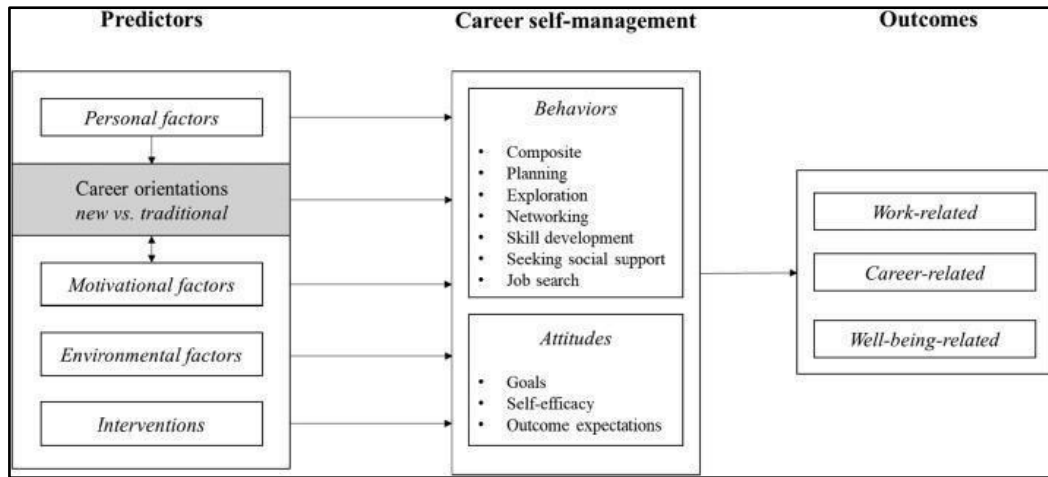 Predictors
Career self-management
Outcomes
Personal factors
Career orientations
new vs. traditional
Motivational factors
Environmental factors
Interventions
Behaviors
• Composite
• Planning
• Exploration
• Networking
• Skill development
• Seeking social support
• Job search
Attitudes
• Goals
• Self-efficacy
• Outcome expectations
Work-related
Career-related
Well-being-related